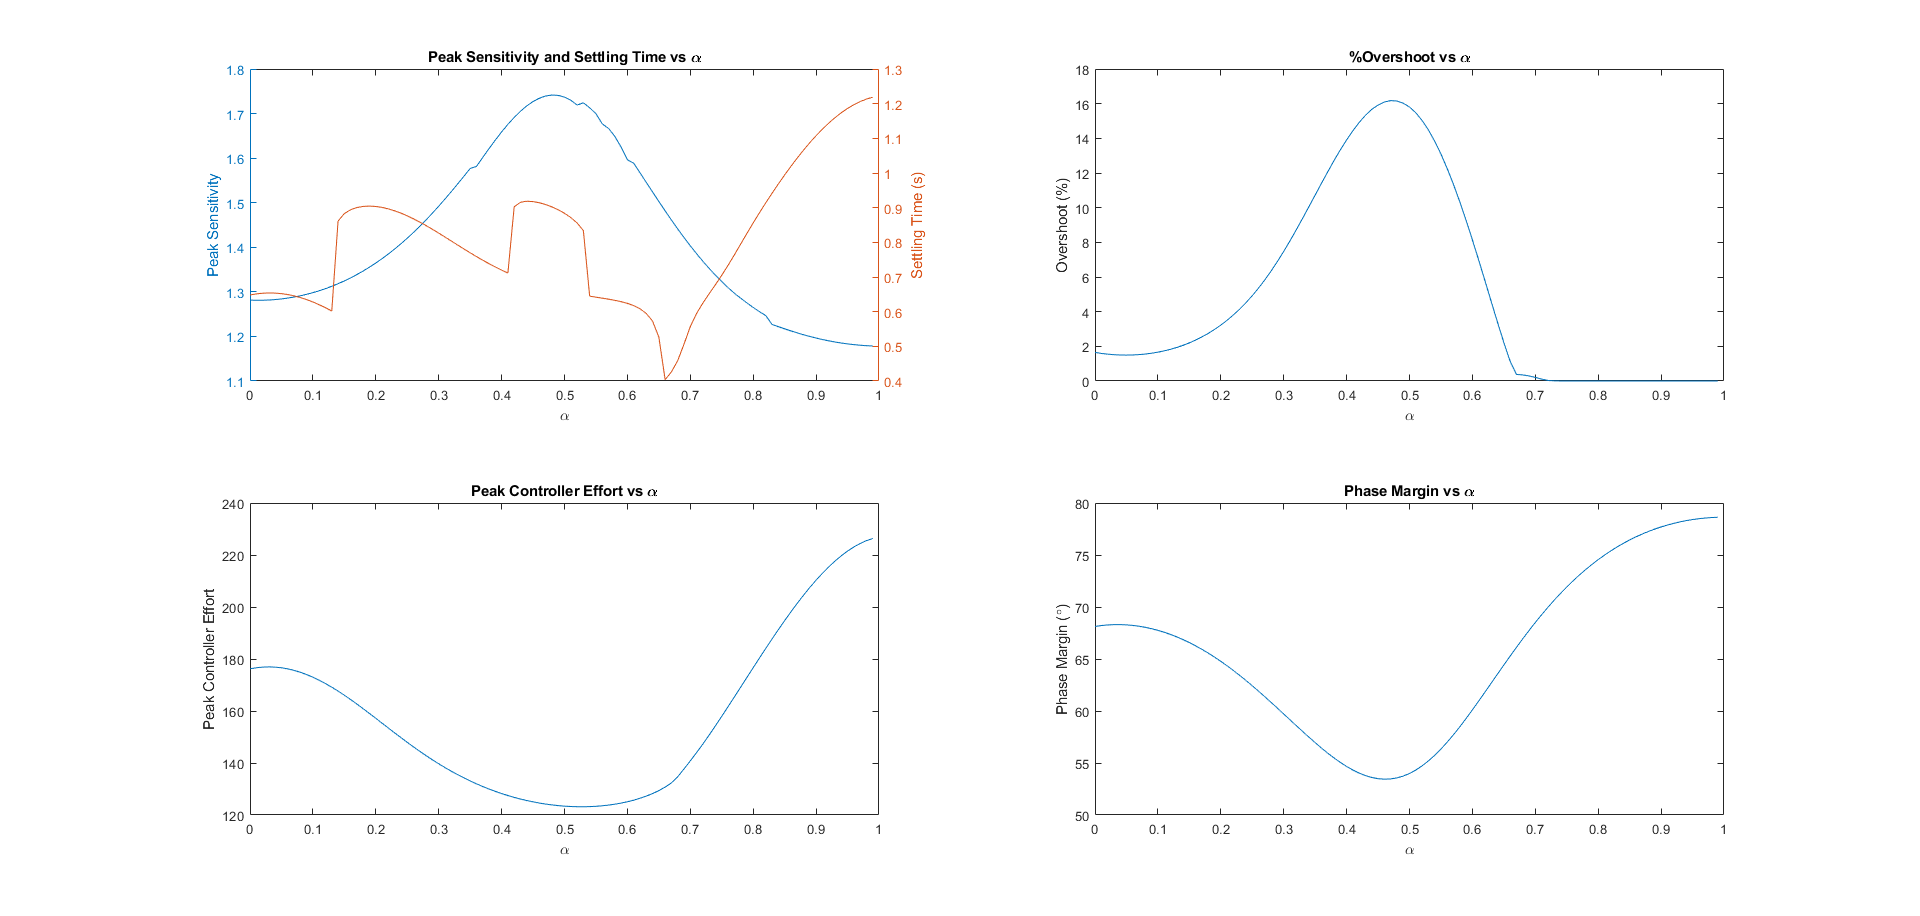 Peak Sensitivity and Settling Time vs α
1.8
1.7
1.6
1.5
1.4
1.3
1.2
1.1
Peak Sensitivity
1.3
1.2
1.1
1
0.9
0.8
0.7
0.6
0.5
0.4
Settling Time (s)
0 0.1 0.2 0.3 0.4 0.5 0.6 0.7 0.8 0.9 1
α
%Overshoot vs α
18
16
14
12
10
8
6
4
2
0
Overshoot (%)
0 0.1 0.2 0.3 0.4 0.5 0.6 0.7 0.8 0.9 1
α
Peak Controller Effort vs α
240
220
200
180
160
140
120
Peak Controller Effort
0 0.1 0.2 0.3 0.4 0.5 0.6 0.7 0.8 0.9 1
α
Phase Margin vs α
80
75
70
65
60
55
50
Phase Margin (°)
0 0.1 0.2 0.3 0.4 0.5 0.6 0.7 0.8 0.9 1
α